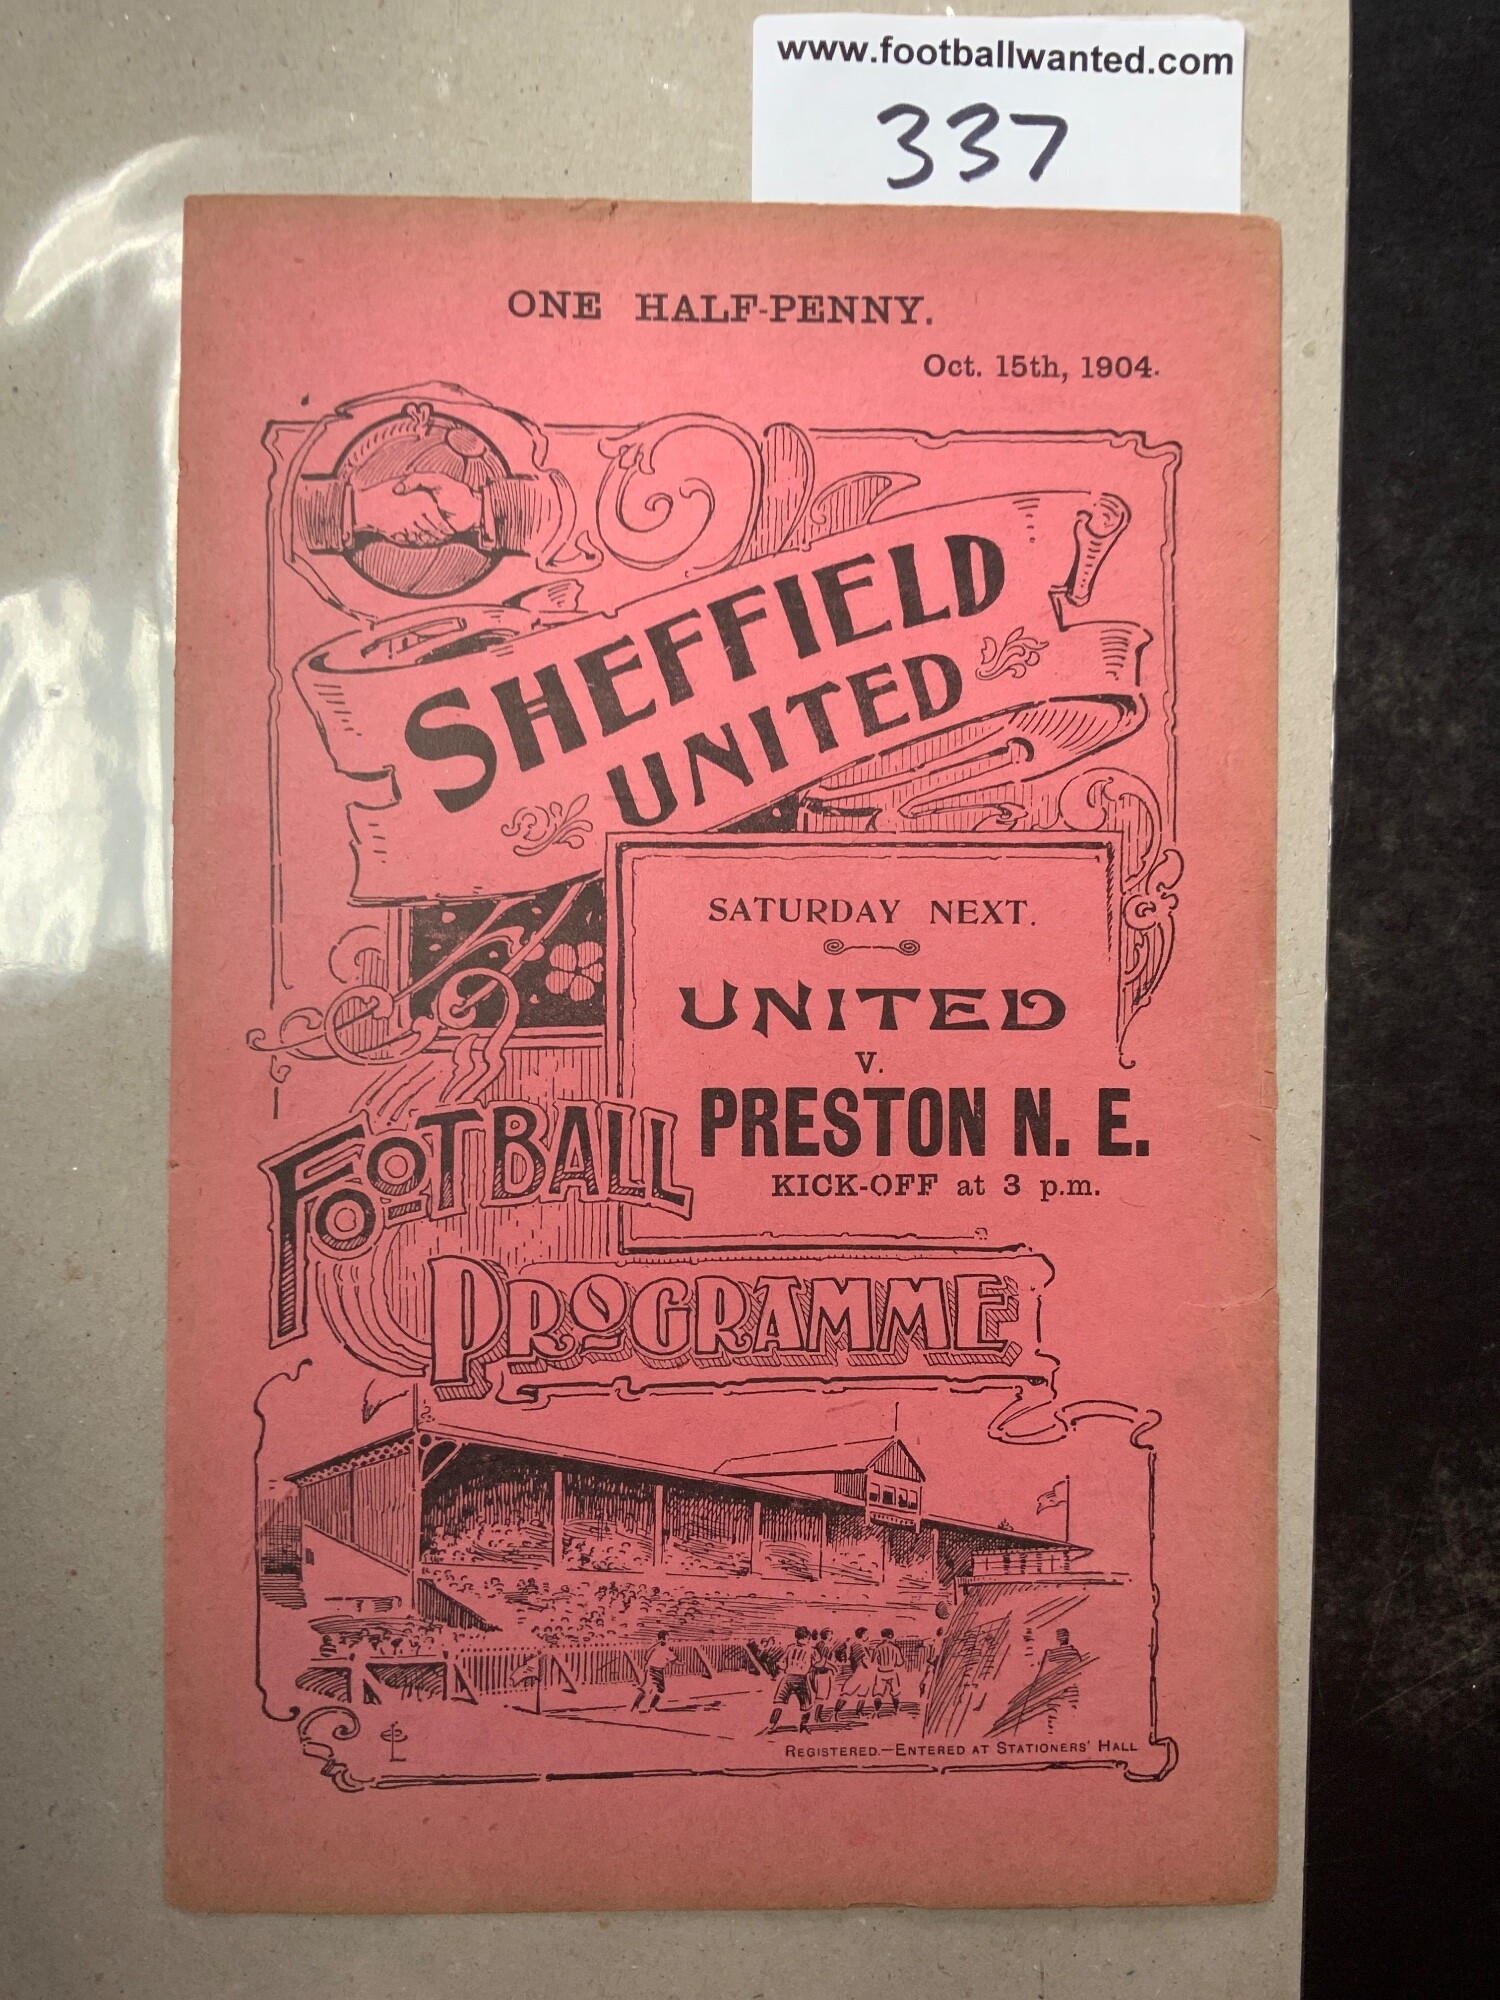 www.footballwanted.com
337
ONE HALF-PENNY.
Oct. 15th, 1904.
SHEFFIELD
UNITED
SATURDAY NEXT.
UNITED
V.
PRESTON N. E.
KICK-OFF at 3 p.m.
FOOTBALL
PROGRAMME
REGISTERED.—ENTERED AT STATIONERS' HALL